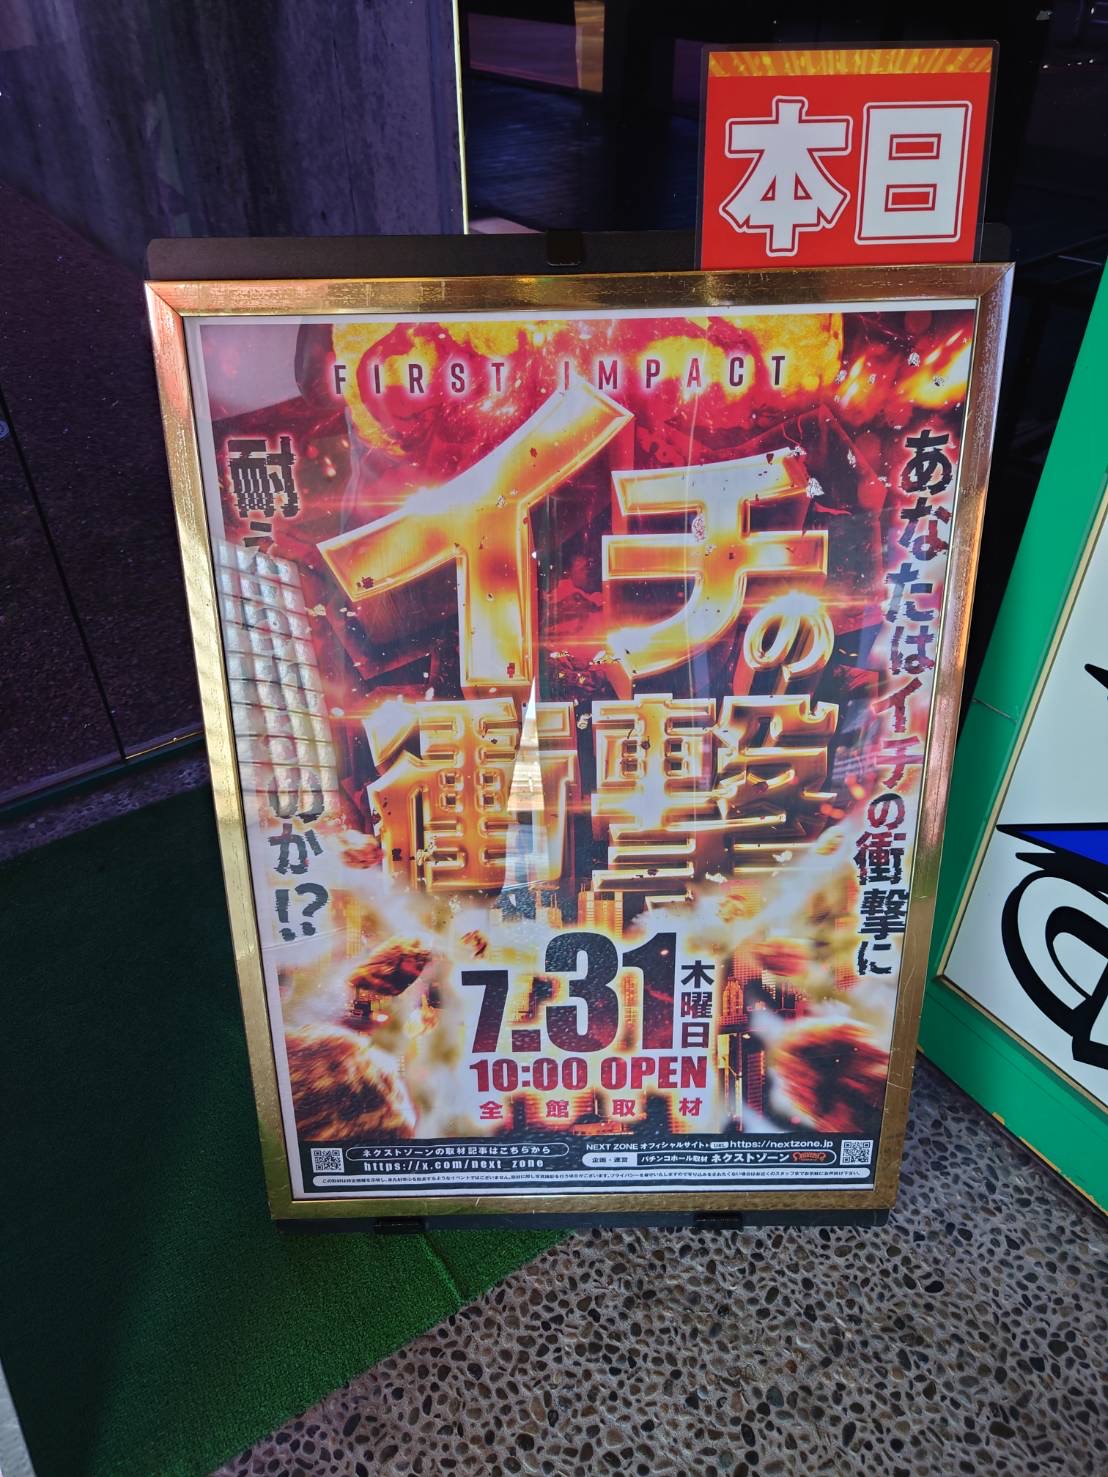 本日
FIRST IMPACT
イチの
衝撃
あなたはイチの衝撃に
耐え
のか!?
7.31
木曜日
10:00 OPEN
全館取材
ネクストゾーンの取材記事はこちらから
https://x.com/next_zone
NEXT ZONE オフィシャルサイト
https://nextzone.jp
企画・運営
パチンコホール取材 ネクストゾーン